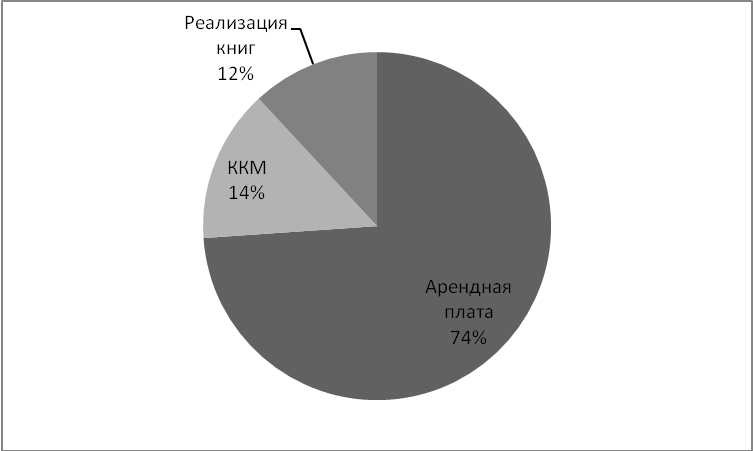 Реализация
книг
12%
ККМ
14%
Арендная
плата
74%